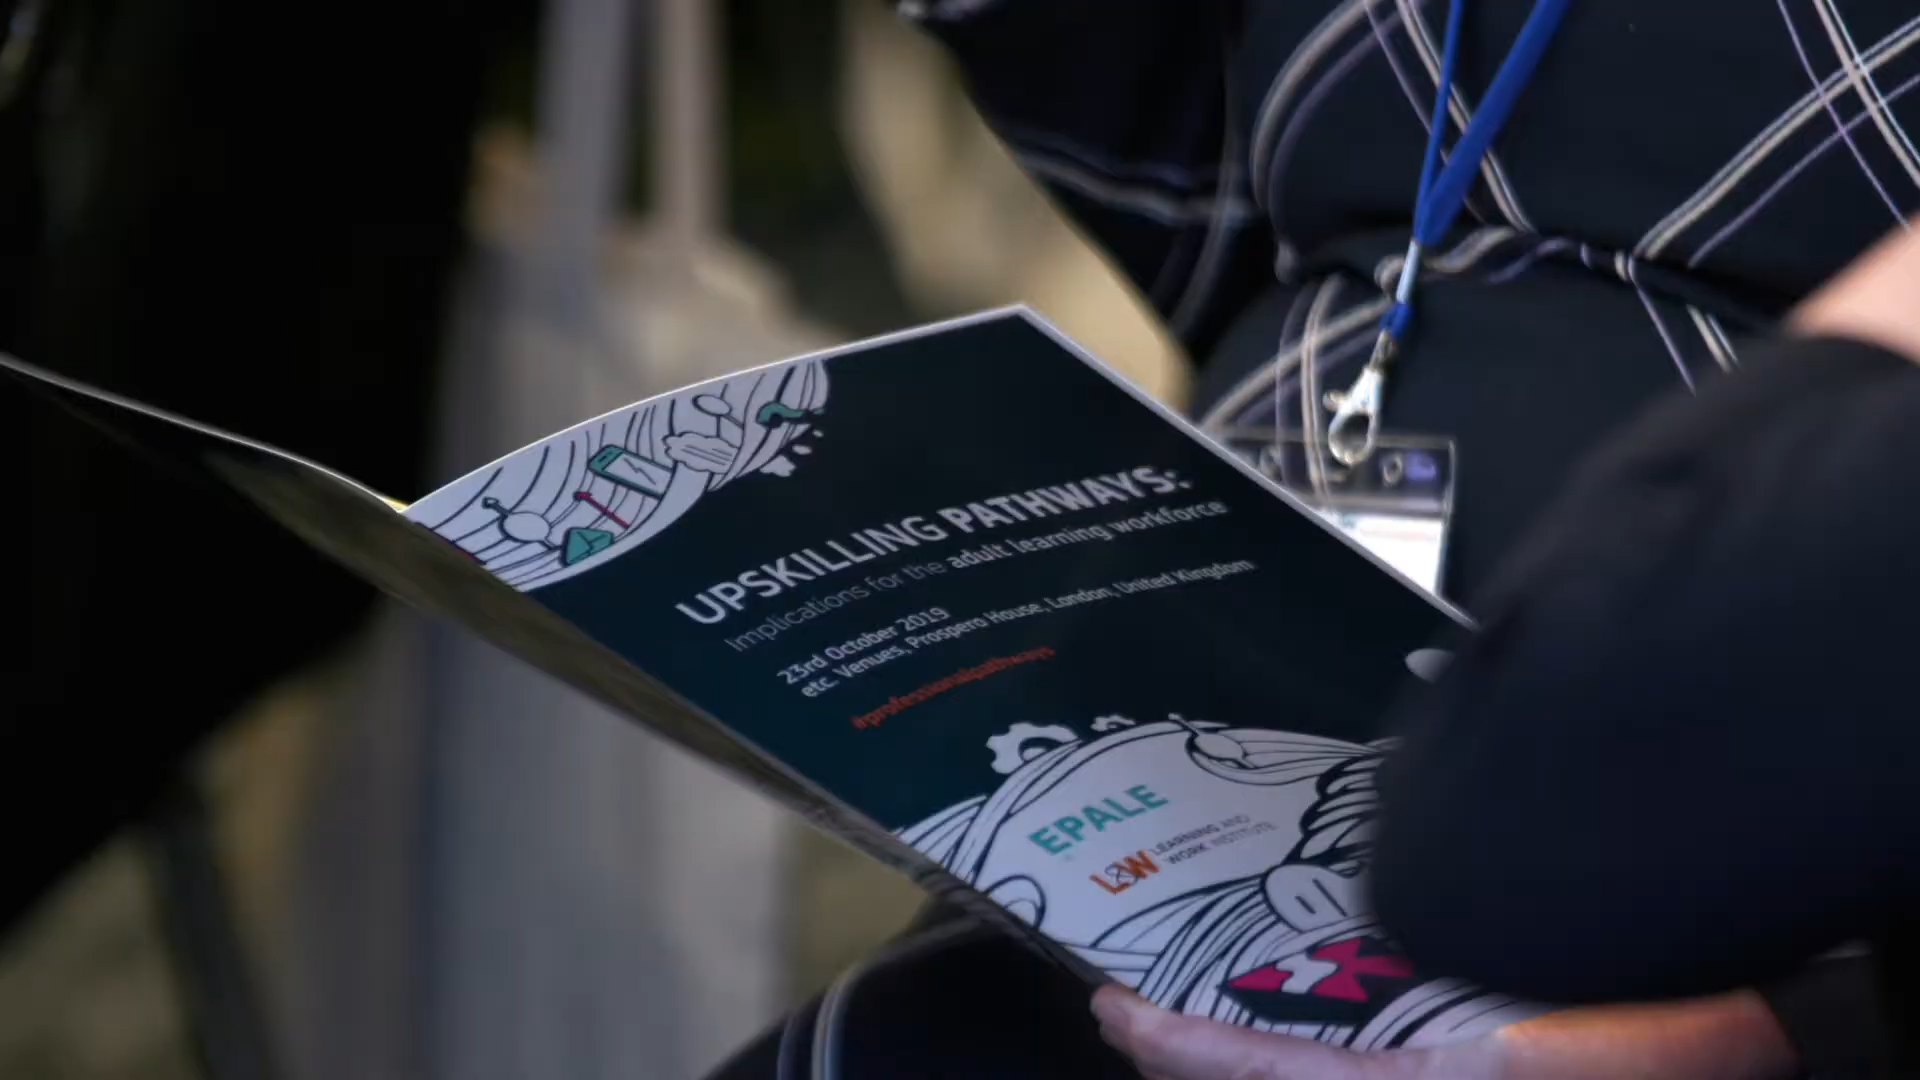 UPSKILLING PATHWAYS:
Implications for the adult learning workforce
23rd October 2019
etc. Venues, Prospero House, London, United Kingdom
#professionalpathways
EPALE
L&W LEARNING AND
WORK INSTITUTE